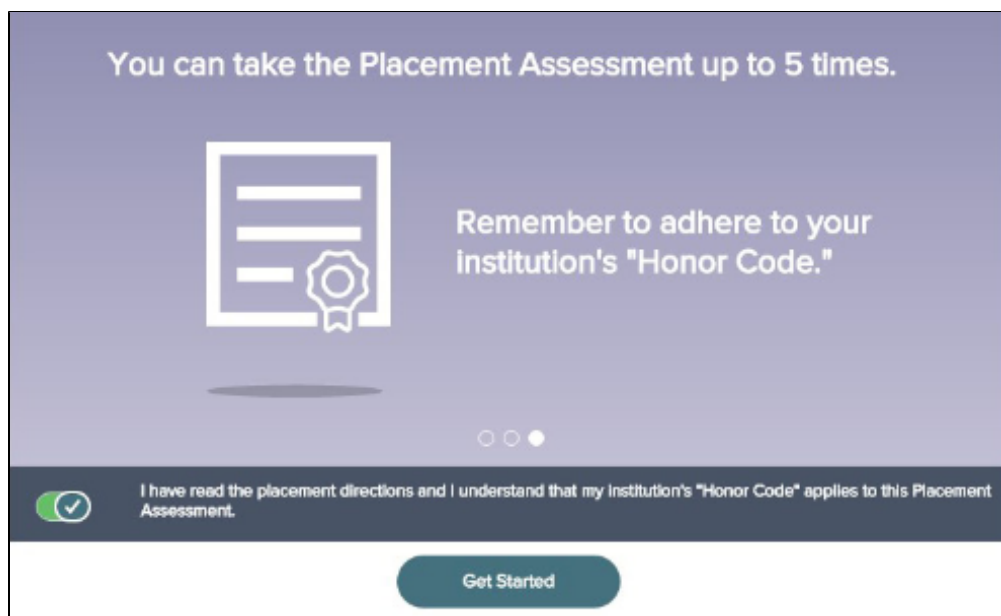 You can take the Placement Assessment up to 5 times.
Remember to adhere to your
institution's "Honor Code."
I have read the placement directions and I understand that my institution's "Honor Code" applies to this Placement
Assessment.
Get Started